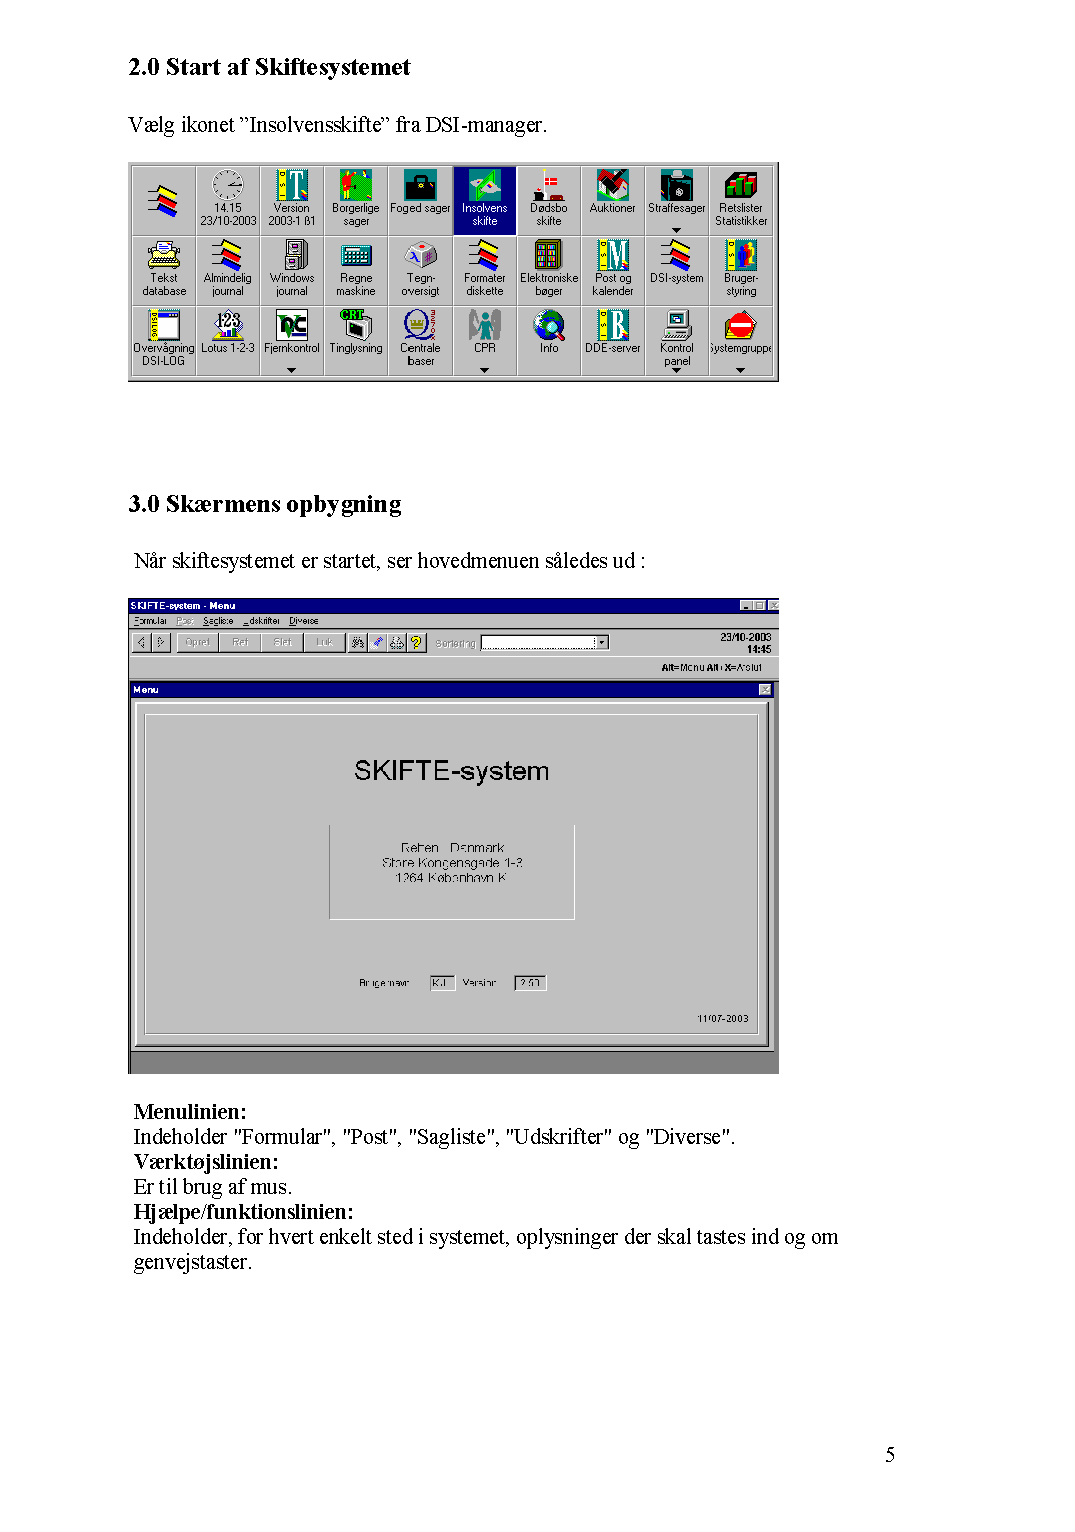 2.0 Start af Skiftesystemet
Vælg ikonet ”Insolvensskifte” fra DSI-manager.
14.15 Version Borgerlige Foged sager Insolvens Dødsbo Auktioner Straffesager Retslister
23/10-2003 2003-1 ß1 sager skifte skifte Statistikker
Tekst Almindelig Windows Regne Tegn- Formater Elektroniske Post og DSI-system Bruger-
database journal journal maskine oversigt diskette bøger kalender styring
Overvågning Lotus 1-2-3 Fjernkontrol Tinglysning Centrale CPR Info DDE-server Kontrol Systemgruppe
DSI-LOG baser panel
3.0 Skærmens opbygning
Når skiftesystemet er startet, ser hovedmenuen således ud :
SKIFTE-system - Menu
Formular Post Sagliste Udskrifter Diverse
Opret Ret Slet Luk Sortering 23/10-2003
14:45
Alt=Menu Alt+X=Afslut
Menu
SKIFTE-system
Retten Danmark
Store Kongensgade 1-3
1264 København K
Brugernavn KJ Version 2.50
11/07-2003
Menulinien:
Indeholder "Formular", "Post", "Sagliste", "Udskrifter" og "Diverse".
Værktøjslinien:
Er til brug af mus.
Hjælpe/funktionslinien:
Indeholder, for hvert enkelt sted i systemet, oplysninger der skal tastes ind og om
genvejstaster.
5